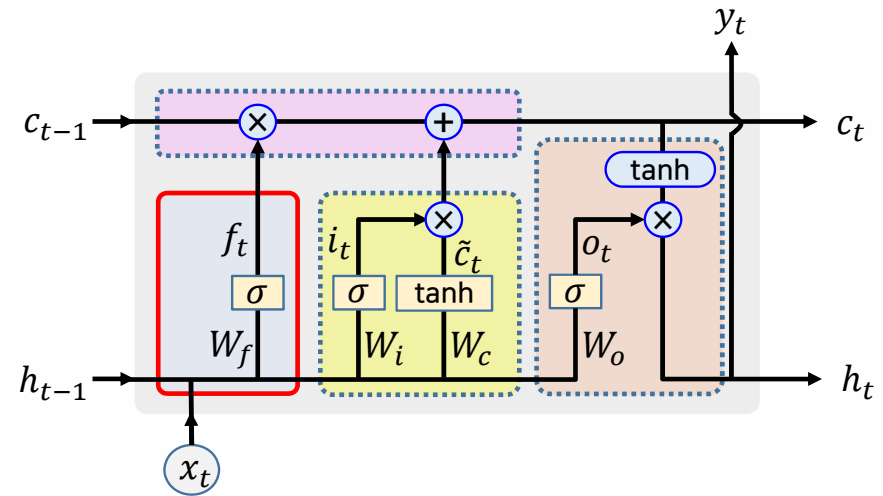 y_t
c_{t-1}
×
+
c_t
tanh
f_t
i_t
×
c̃_t
o_t
×
σ
σ
tanh
σ
W_f
W_i
W_c
W_o
h_{t-1}
h_t
x_t